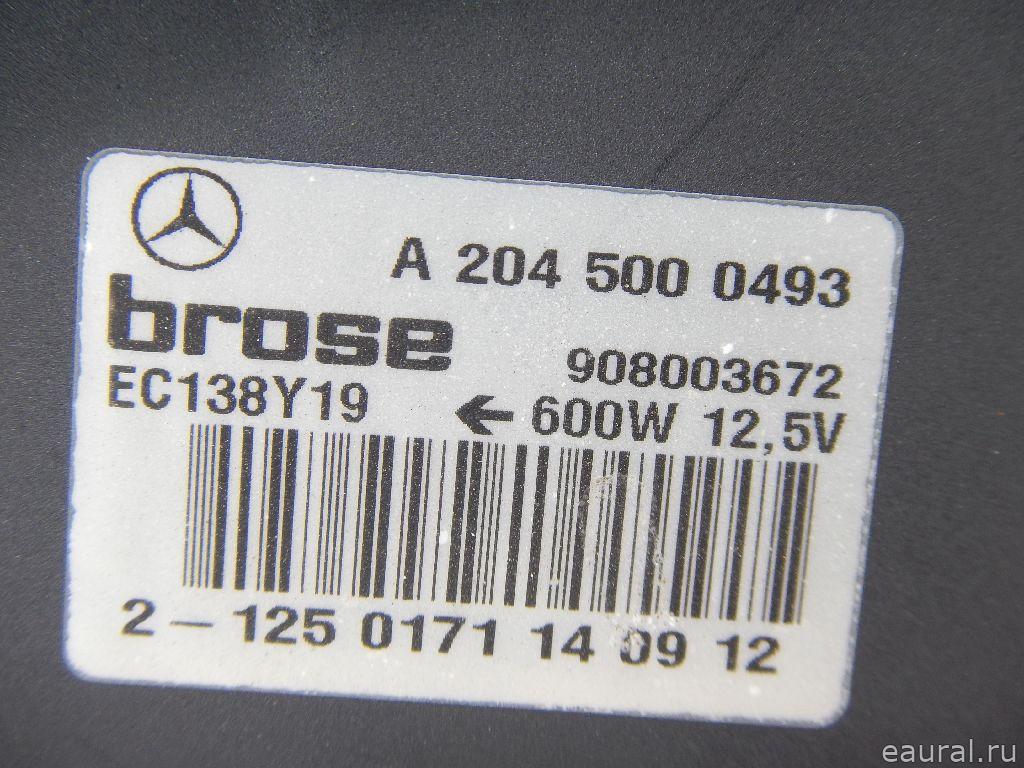 A 204 500 0493
brose
908003672
EC138Y19
← 600W 12,5V
2 – 125 0171 14 09 12
eaural.ru